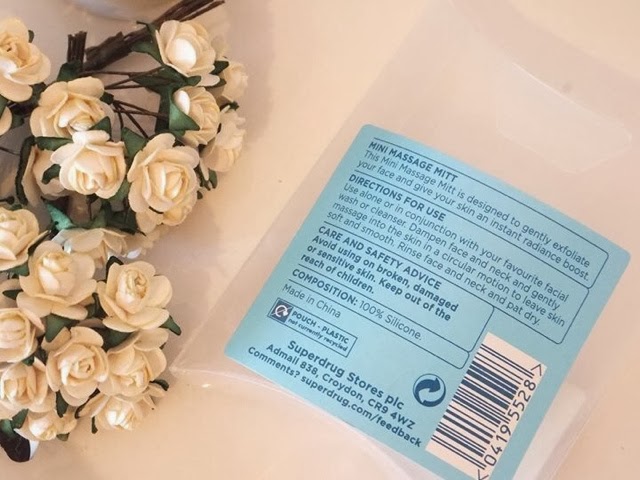 MINI MASSAGE MITT
This Mini Massage Mitt is designed to gently exfoliate
your face and give your skin an instant radiance boost.
DIRECTIONS FOR USE
Use alone or in conjunction with your favourite facial
wash or cleanser. Dampen face and neck and gently
massage into the skin in a circular motion to leave skin
soft and smooth. Rinse face and neck and pat dry.
CARE AND SAFETY ADVICE
Avoid using on broken, damaged
or sensitive skin. Keep out of the
reach of children.
COMPOSITION: 100% Silicone.
Made in China
POUCH - PLASTIC
not currently recycled
Superdrug Stores plc
Admail 838, Croydon, CR9 4WZ
Comments? superdrug.com/feedback
<04195528>